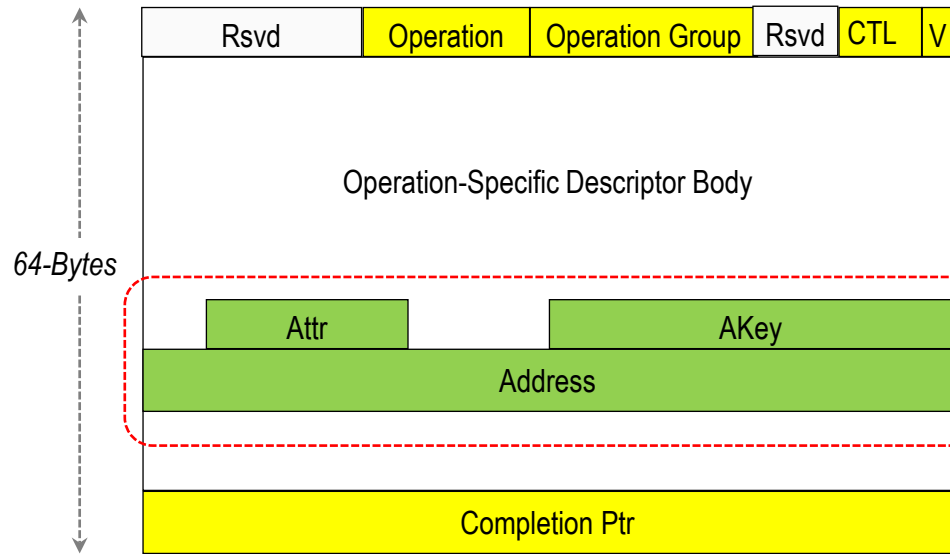 Rsvd Operation Operation Group Rsvd CTL V
Operation-Specific Descriptor Body
64-Bytes
Attr AKey
Address
Completion Ptr